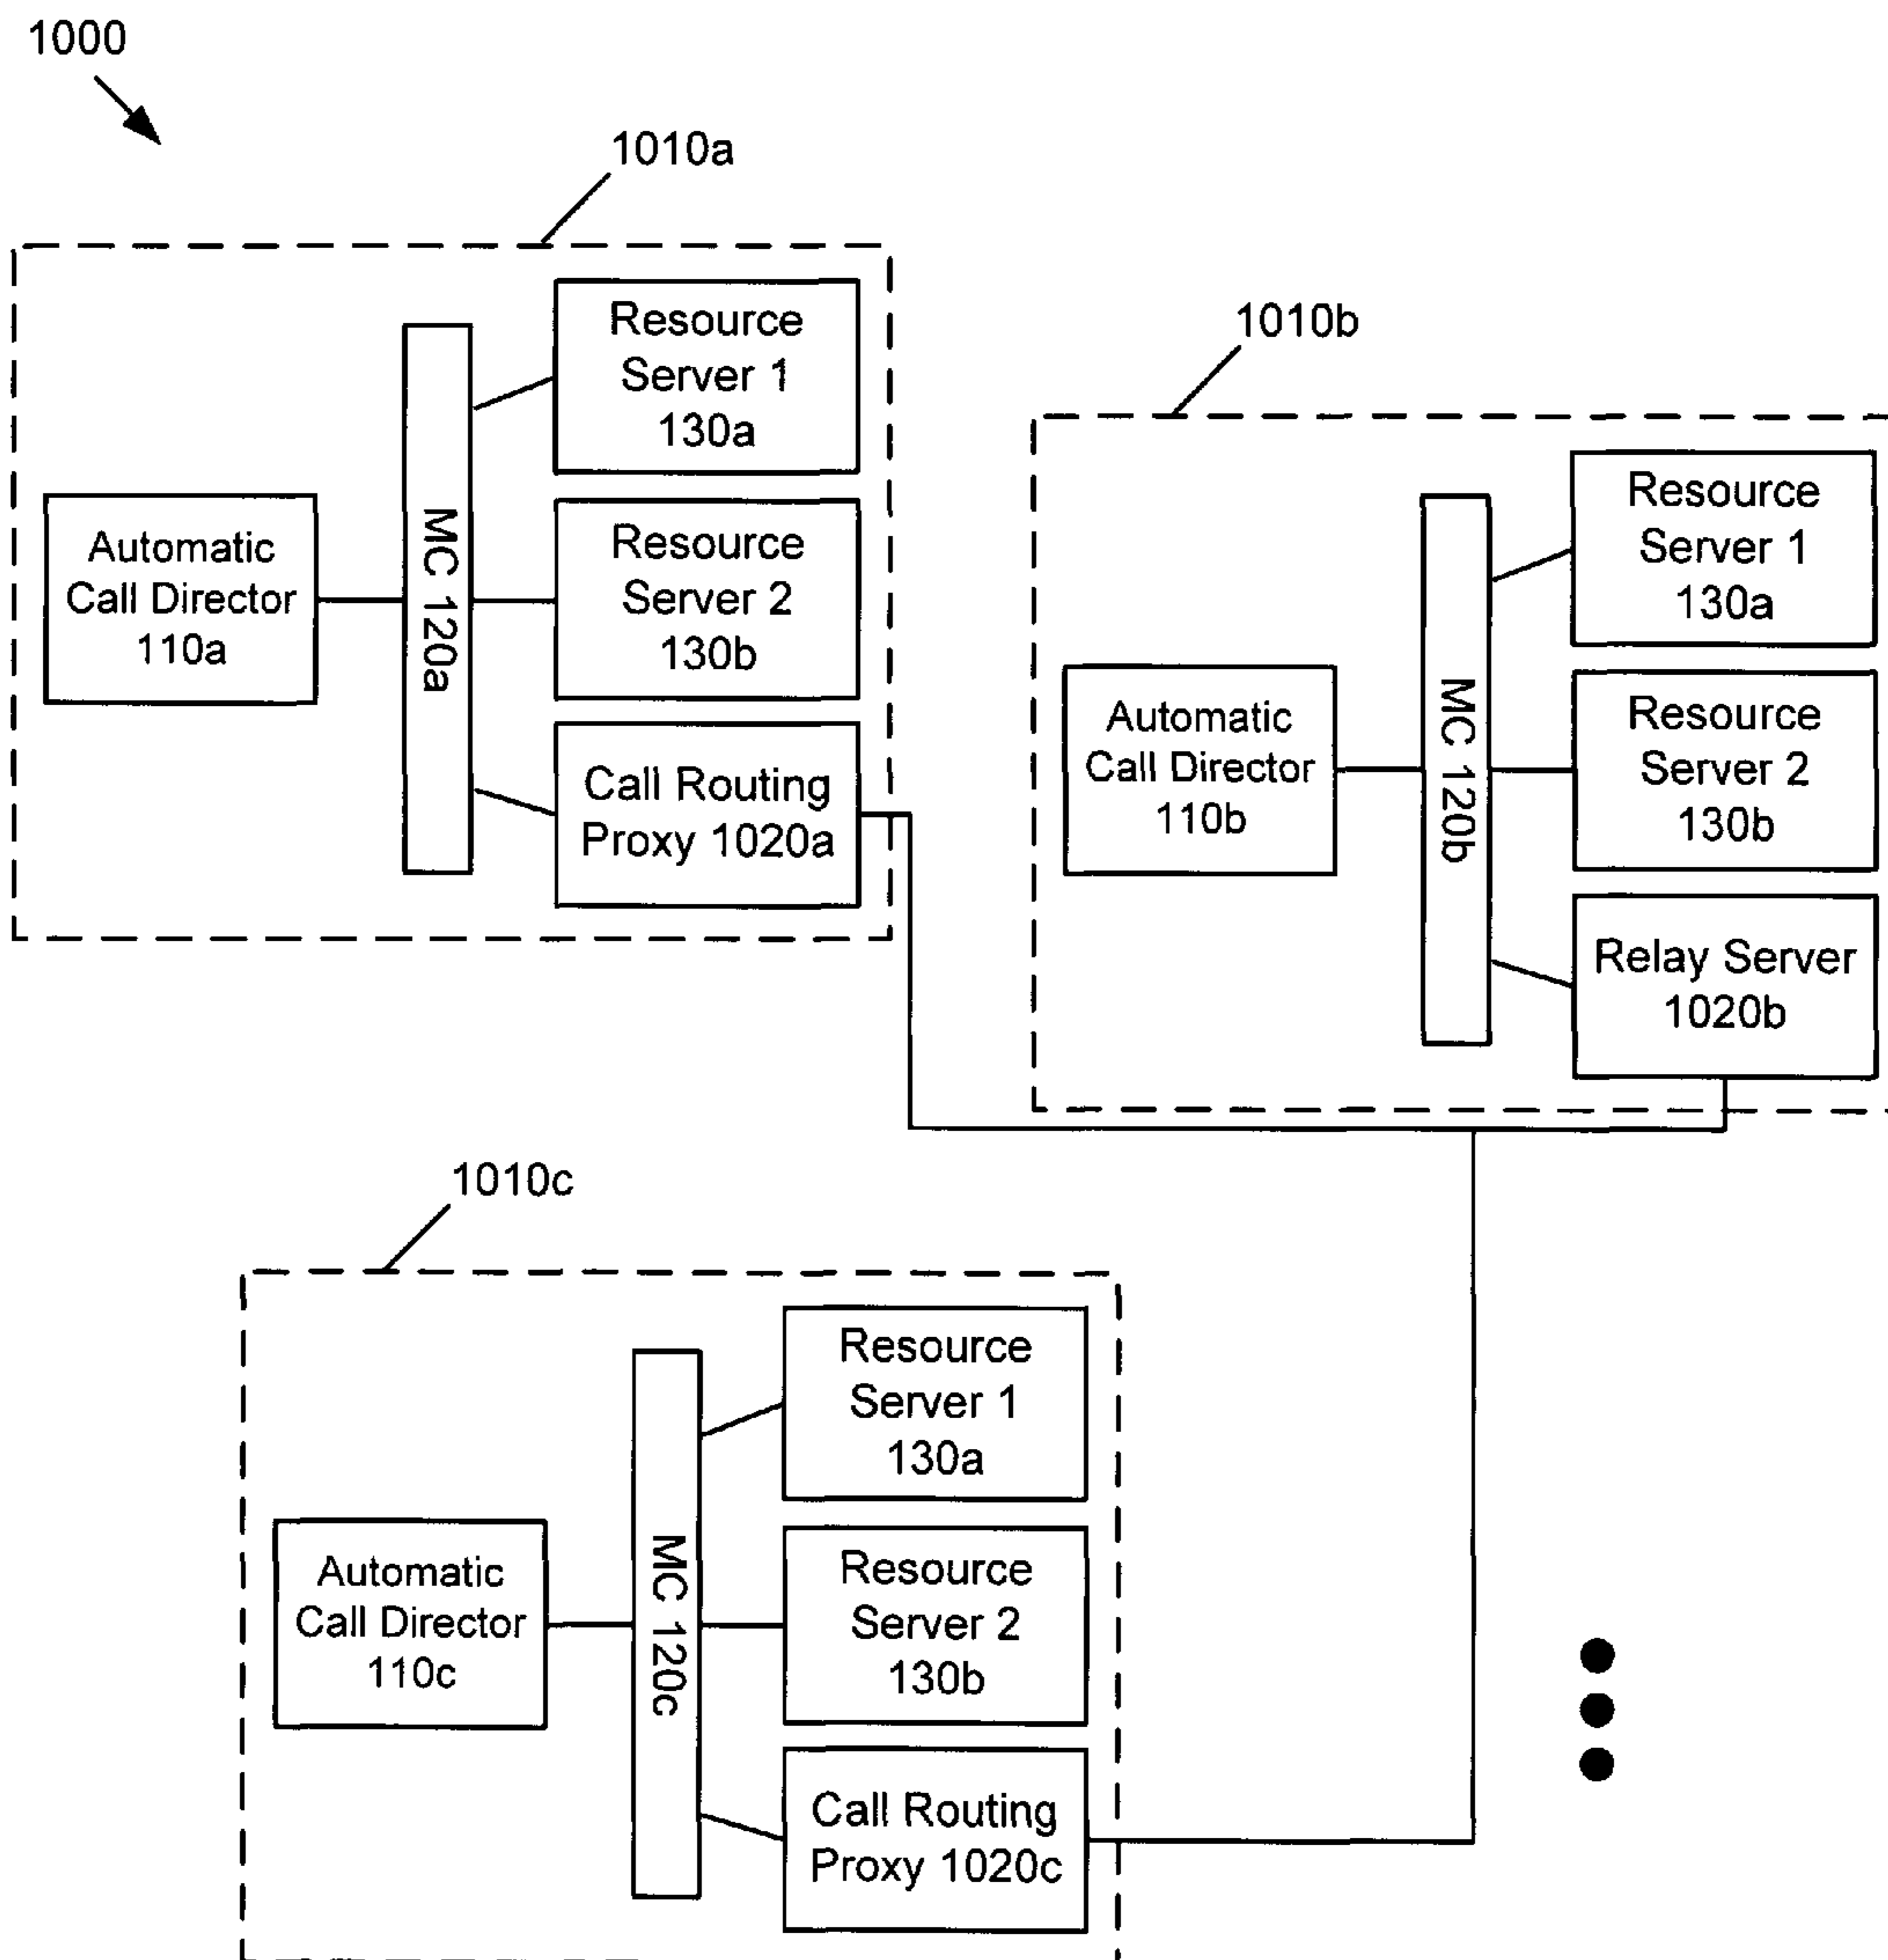 1000
1010a
Resource
Server 1
130a
Automatic
Call Director
110a
MC 120a
Resource
Server 2
130b
Call Routing
Proxy 1020a
1010b
Resource
Server 1
130a
Automatic
Call Director
110b
MC 120b
Resource
Server 2
130b
Relay Server
1020b
1010c
Resource
Server 1
130a
Automatic
Call Director
110c
MC 120c
Resource
Server 2
130b
Call Routing
Proxy 1020c